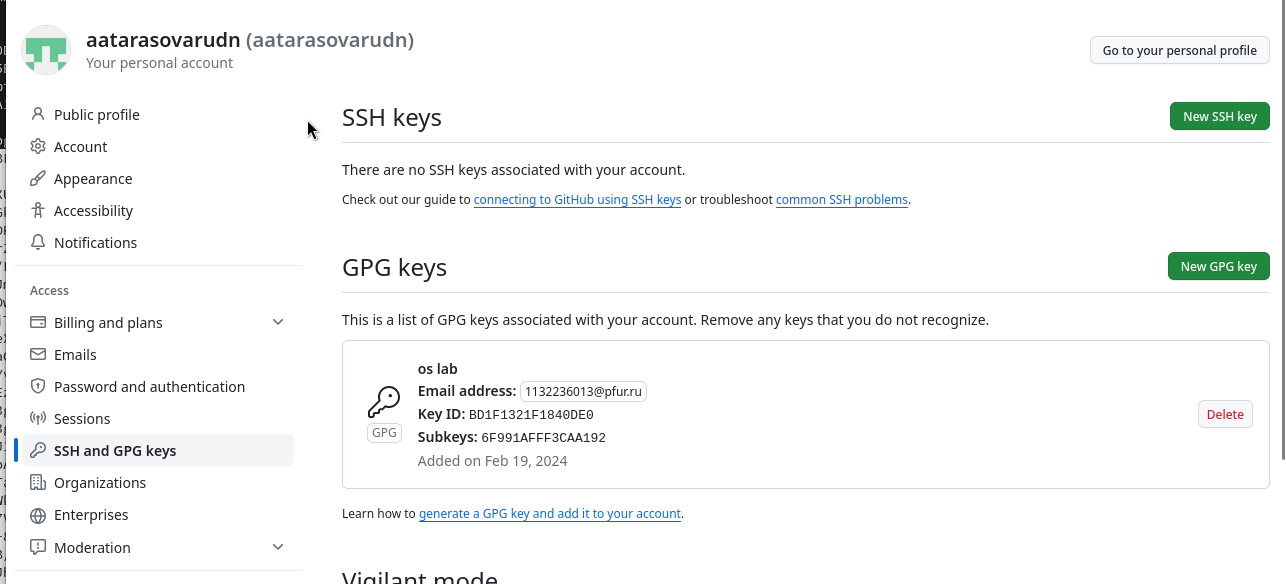 aatarasovarudn (aatarasovarudn)
Your personal account
Go to your personal profile
Public profile
Account
Appearance
Accessibility
Notifications
Access
Billing and plans
Emails
Password and authentication
Sessions
SSH and GPG keys
Organizations
Enterprises
Moderation
SSH keys
New SSH key
There are no SSH keys associated with your account.
Check out our guide to connecting to GitHub using SSH keys or troubleshoot common SSH problems.
GPG keys
New GPG key
This is a list of GPG keys associated with your account. Remove any keys that you do not recognize.
os lab
Email address: 1132236013@pfur.ru
Key ID: BD1F1321F1840DE0
Subkeys: 6F991AFFF3CAA192
Added on Feb 19, 2024
GPG
Delete
Learn how to generate a GPG key and add it to your account.
Vigilant mode